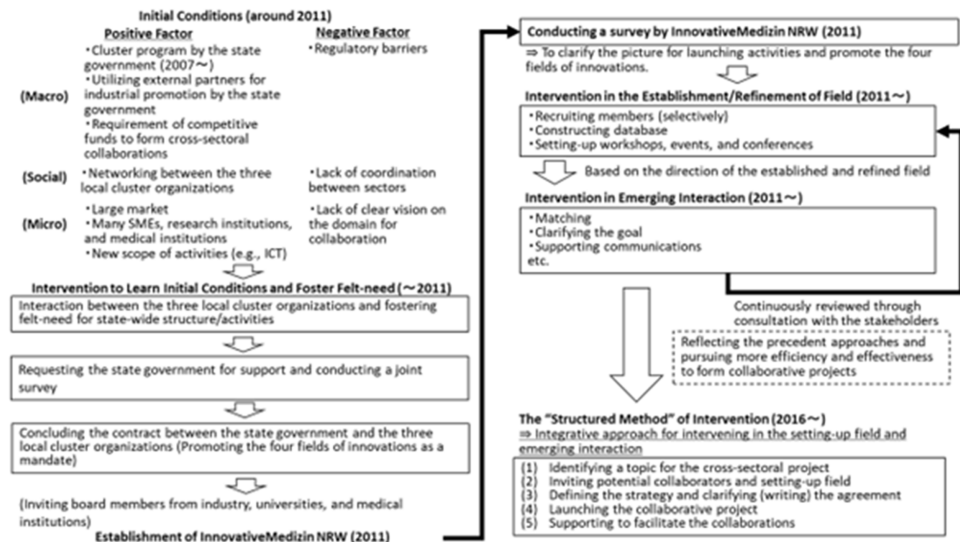 Initial Conditions (around 2011)
Positive Factor
Negative Factor
(Macro)
・Cluster program by the state
government (2007～)
・Utilizing external partners for
industrial promotion by the state
government
・Requirement of competitive
funds to form cross-sectoral
collaborations
・Regulatory barriers
(Social)
・Networking between the three
local cluster organizations
・Lack of coordination
between sectors
(Micro)
・Large market
・Many SMEs, research institutions,
and medical institutions
・New scope of activities (e.g., ICT)
・Lack of clear vision on
the domain for
collaboration
Intervention to Learn Initial Conditions and Foster Felt-need (～2011)
Interaction between the three local cluster organizations and fostering
felt-need for state-wide structure/activities
Requesting the state government for support and conducting a joint
survey
Concluding the contract between the state government and the three
local cluster organizations (Promoting the four fields of innovations as a
mandate)
(Inviting board members from industry, universities, and medical
institutions)
Establishment of InnovativeMedizin NRW (2011)
Conducting a survey by InnovativeMedizin NRW (2011)
⇒ To clarify the picture for launching activities and promote the four
fields of innovations.
Intervention in the Establishment/Refinement of Field (2011～)
・Recruiting members (selectively)
・Constructing database
・Setting-up workshops, events, and conferences
Based on the direction of the established and refined field
Intervention in Emerging Interaction (2011～)
・Matching
・Clarifying the goal
・Supporting communications
etc.
Continuously reviewed through
consultation with the stakeholders
Reflecting the precedent approaches and
pursuing more efficiency and effectiveness
to form collaborative projects
The “Structured Method” of Intervention (2016～)
⇒ Integrative approach for intervening in the setting-up field and
emerging interaction
(1) Identifying a topic for the cross-sectoral project
(2) Inviting potential collaborators and setting-up field
(3) Defining the strategy and clarifying (writing) the agreement
(4) Launching the collaborative project
(5) Supporting to facilitate the collaborations